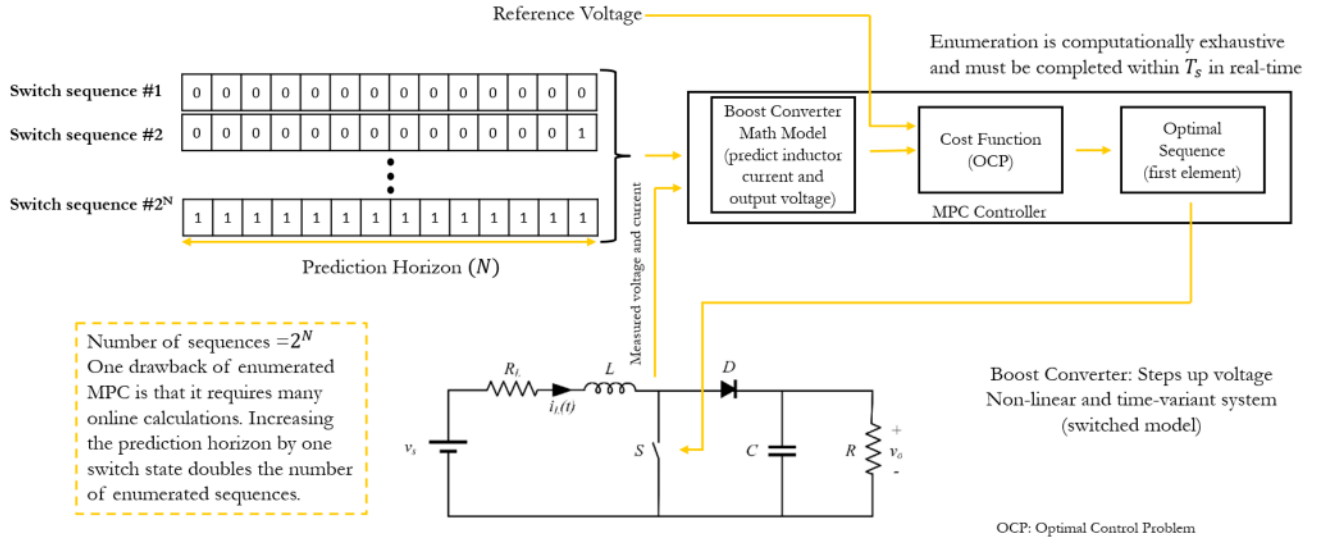 Reference Voltage
Enumeration is computationally exhaustive
and must be completed within T_s in real-time
Switch sequence #1
0 0 0 0 0 0 0 0 0 0 0 0 0 0
Switch sequence #2
0 0 0 0 0 0 0 0 0 0 0 0 0 1
Switch sequence #2^N
1 1 1 1 1 1 1 1 1 1 1 1 1 1
Prediction Horizon (N)
Boost Converter
Math Model
(predict inductor
current and
output voltage)
Cost Function
(OCP)
Optimal
Sequence
(first element)
MPC Controller
Measured voltage and current
Number of sequences =2^N
One drawback of enumerated
MPC is that it requires many
online calculations. Increasing
the prediction horizon by one
switch state doubles the number
of enumerated sequences.
R_L
L
D
i_L(t)
v_s
S
C
R
+
v_o
-
Boost Converter: Steps up voltage
Non-linear and time-variant system
(switched model)
OCP: Optimal Control Problem